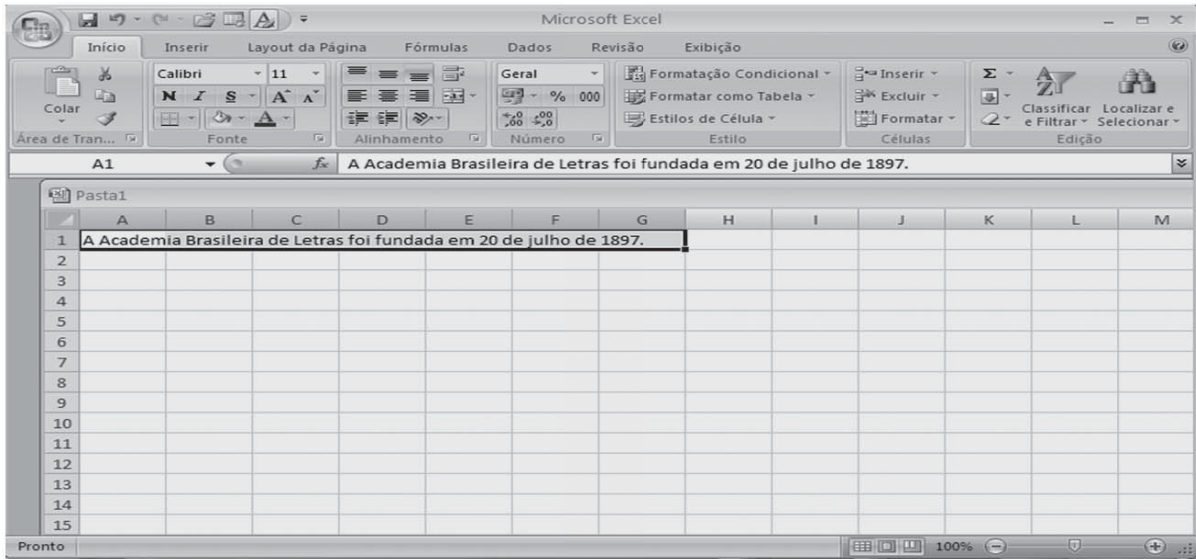 Microsoft Excel
Início Inserir Layout da Página Fórmulas Dados Revisão Exibição
Colar
Área de Tran...
Calibri 11
N I S A A
A
Fonte
Alinhamento
Geral
% 000
,00 ,00
,0
Número
Formatação Condicional
Formatar como Tabela
Estilos de Célula
Estilo
Inserir
Excluir
Formatar
Células
Σ
Classificar e Filtrar
Localizar e Selecionar
Edição
A1 fx A Academia Brasileira de Letras foi fundada em 20 de julho de 1897.
Pasta1
A B C D E F G H I J K L M
1 A Academia Brasileira de Letras foi fundada em 20 de julho de 1897.
2
3
4
5
6
7
8
9
10
11
12
13
14
15
Pronto 100%